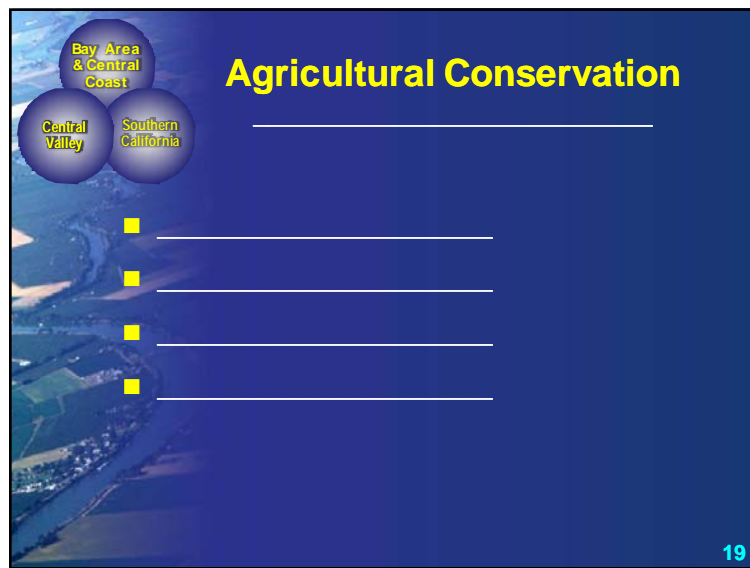 Bay Area
& Central
Coast
Central
Valley
Southern
California
Agricultural Conservation
19